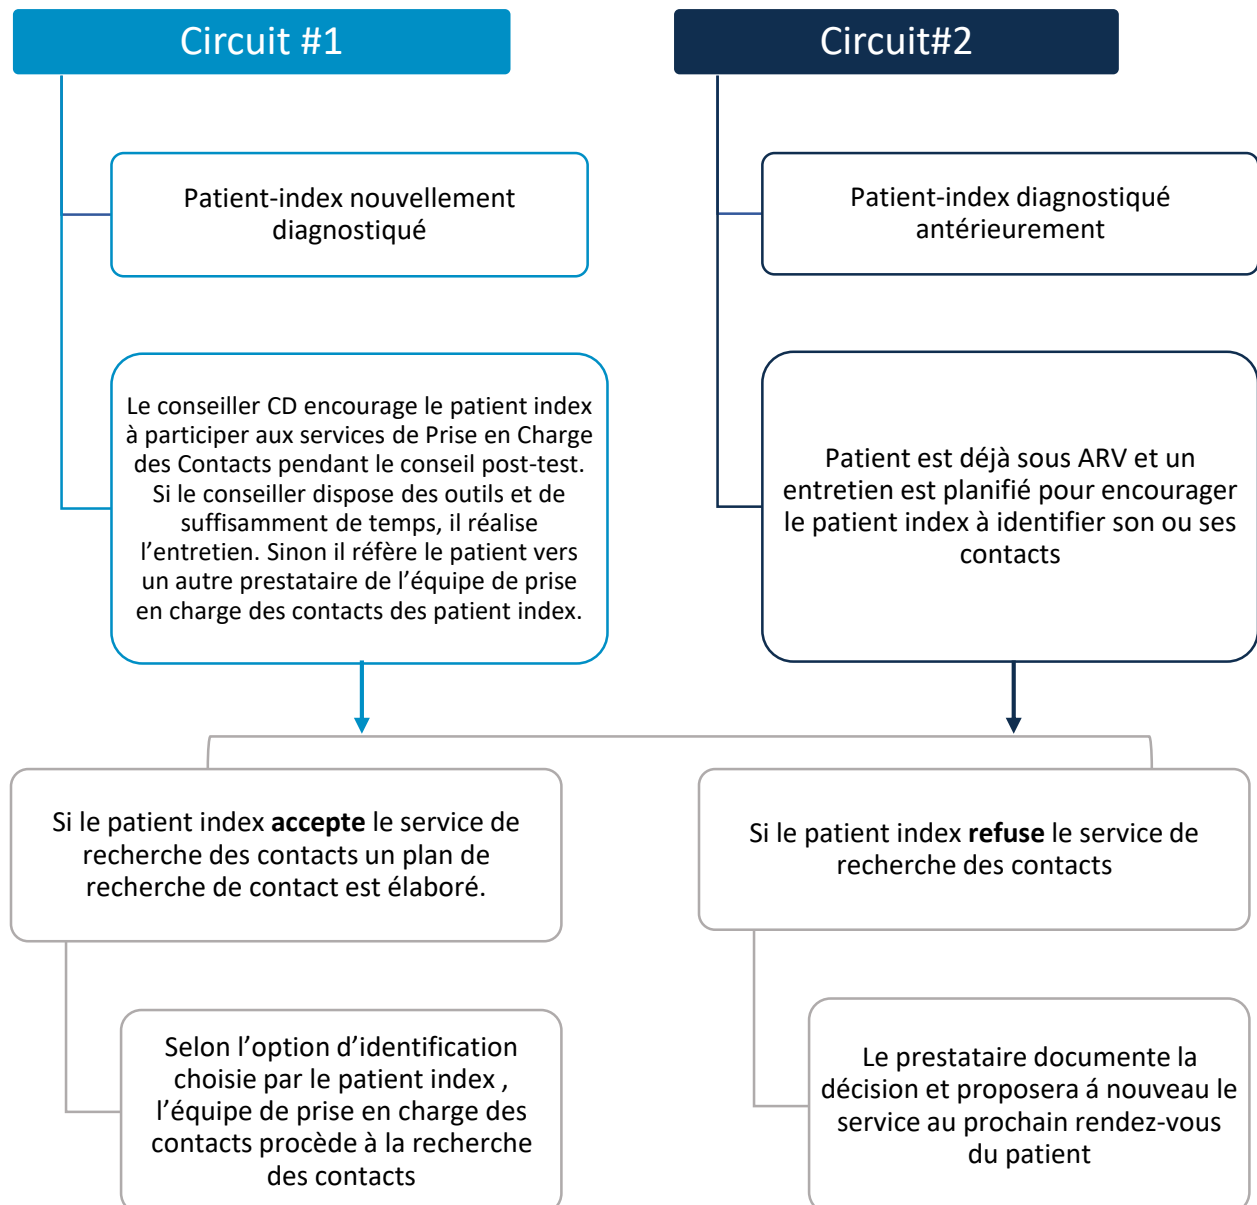 Circuit #1
Circuit#2
Patient-index nouvellement
diagnostiqué
Patient-index diagnostiqué
antérieurement
Le conseiller CD encourage le patient index
à participer aux services de Prise en Charge
des Contacts pendant le conseil post-test.
Si le conseiller dispose des outils et de
suffisamment de temps, il réalise
l’entretien. Sinon il réfère le patient vers
un autre prestataire de l’équipe de prise
en charge des contacts des patient index.
Patient est déjà sous ARV et un
entretien est planifié pour encourager
le patient index à identifier son ou ses
contacts
Si le patient index accepte le service de
recherche des contacts un plan de
recherche de contact est élaboré.
Si le patient index refuse le service de
recherche des contacts
Selon l’option d’identification
choisie par le patient index ,
l’équipe de prise en charge des
contacts procède à la recherche
des contacts
Le prestataire documente la
décision et proposera á nouveau le
service au prochain rendez-vous
du patient